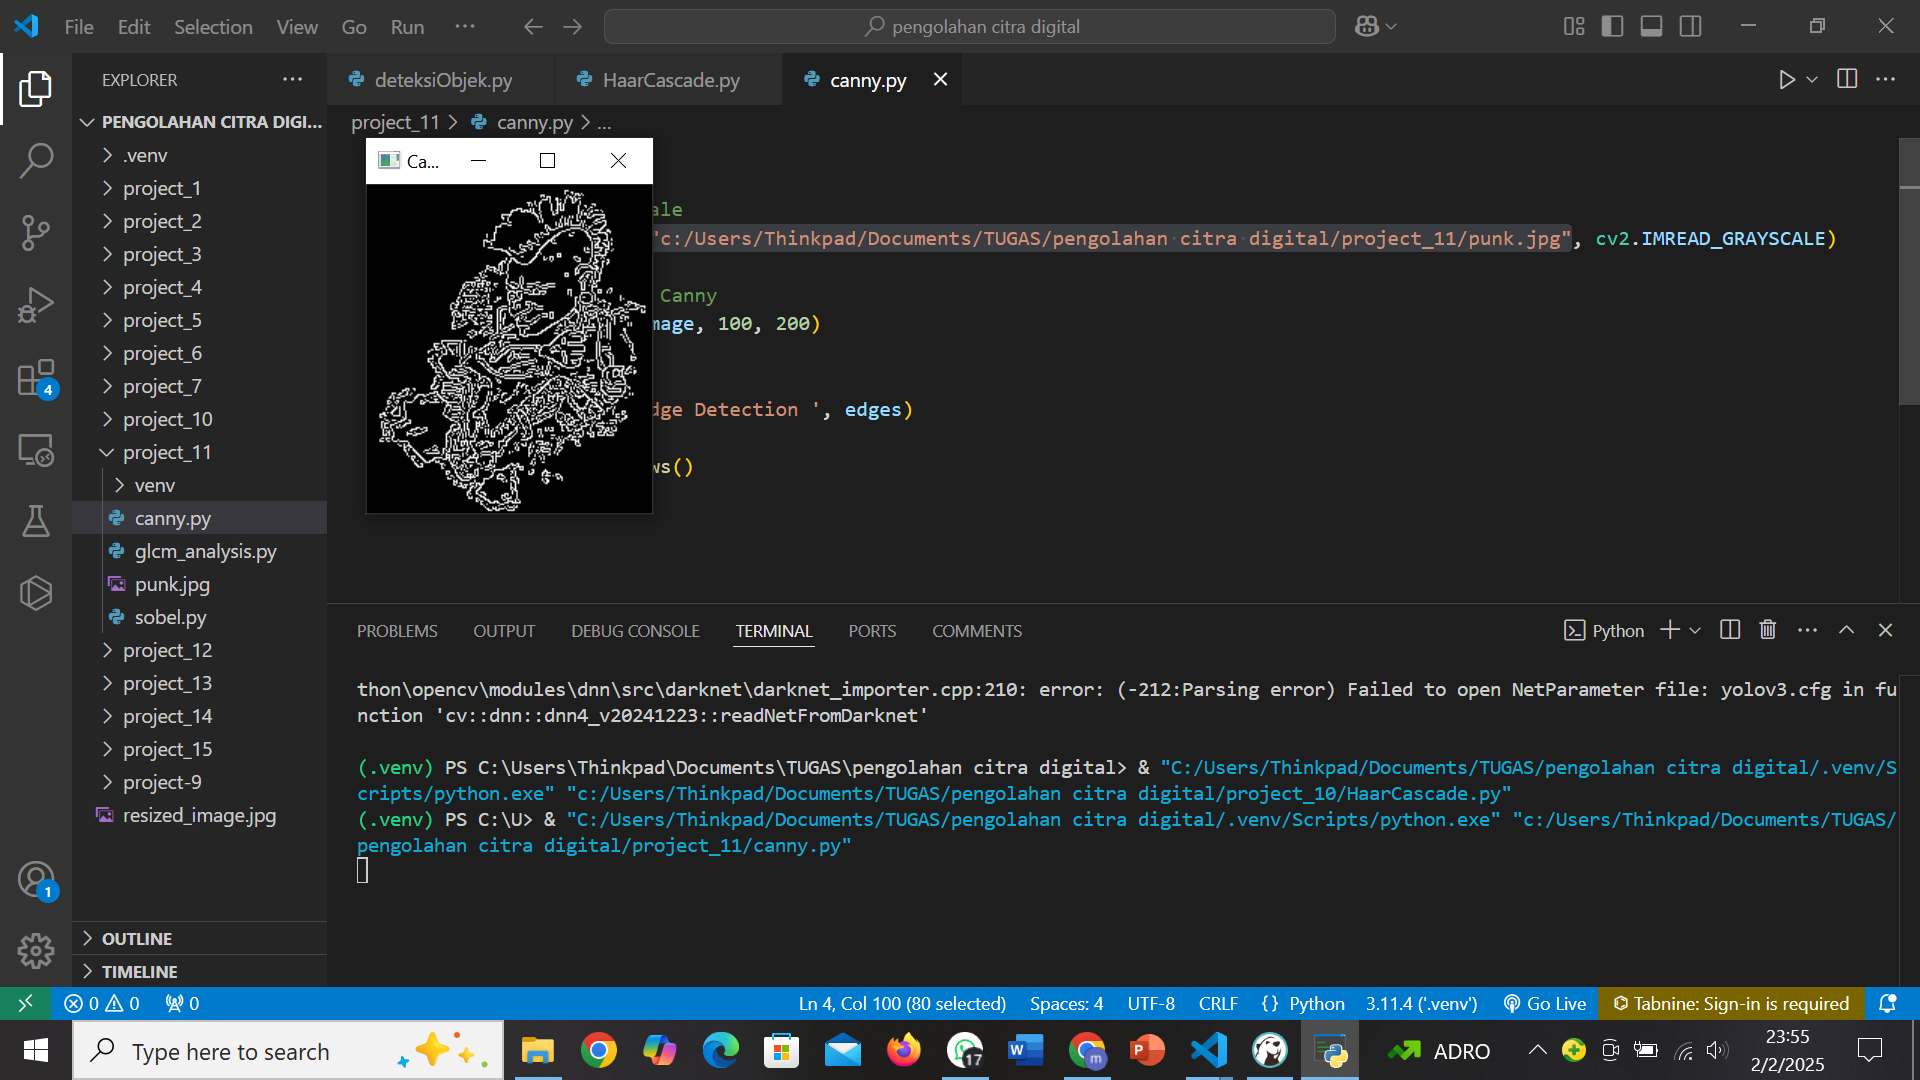 File Edit Selection View Go Run ···
pengolahan citra digital
EXPLORER
PENGOLAHAN CITRA DIGI...
.venv
project_1
project_2
project_3
project_4
project_5
project_6
project_7
project_10
project_11
venv
canny.py
glcm_analysis.py
punk.jpg
sobel.py
project_12
project_13
project_14
project_15
project-9
resized_image.jpg
OUTLINE
TIMELINE
4
1
deteksiObjek.py HaarCascade.py canny.py
project_11 > canny.py > ...
Ca...
ale
"c:/Users/Thinkpad/Documents/TUGAS/pengolahan citra digital/project_11/punk.jpg", cv2.IMREAD_GRAYSCALE)
Canny
mage, 100, 200)
dge Detection ', edges)
ws()
PROBLEMS OUTPUT DEBUG CONSOLE TERMINAL PORTS COMMENTS
Python
thon\opencv\modules\dnn\src\darknet\darknet_importer.cpp:210: error: (-212:Parsing error) Failed to open NetParameter file: yolov3.cfg in fu
nction 'cv::dnn::dnn4_v20241223::readNetFromDarknet'
(.venv) PS C:\Users\Thinkpad\Documents\TUGAS\pengolahan citra digital> & "C:/Users/Thinkpad/Documents/TUGAS/pengolahan citra digital/.venv/S
cripts/python.exe" "c:/Users/Thinkpad/Documents/TUGAS/pengolahan citra digital/project_10/HaarCascade.py"
(.venv) PS C:\U> & "C:/Users/Thinkpad/Documents/TUGAS/pengolahan citra digital/.venv/Scripts/python.exe" "c:/Users/Thinkpad/Documents/TUGAS/
pengolahan citra digital/project_11/canny.py"
0 0 0
Ln 4, Col 100 (80 selected) Spaces: 4 UTF-8 CRLF {} Python 3.11.4 ('.venv') Go Live Tabnine: Sign-in is required
Type here to search
17
ADRO
23:55
2/2/2025